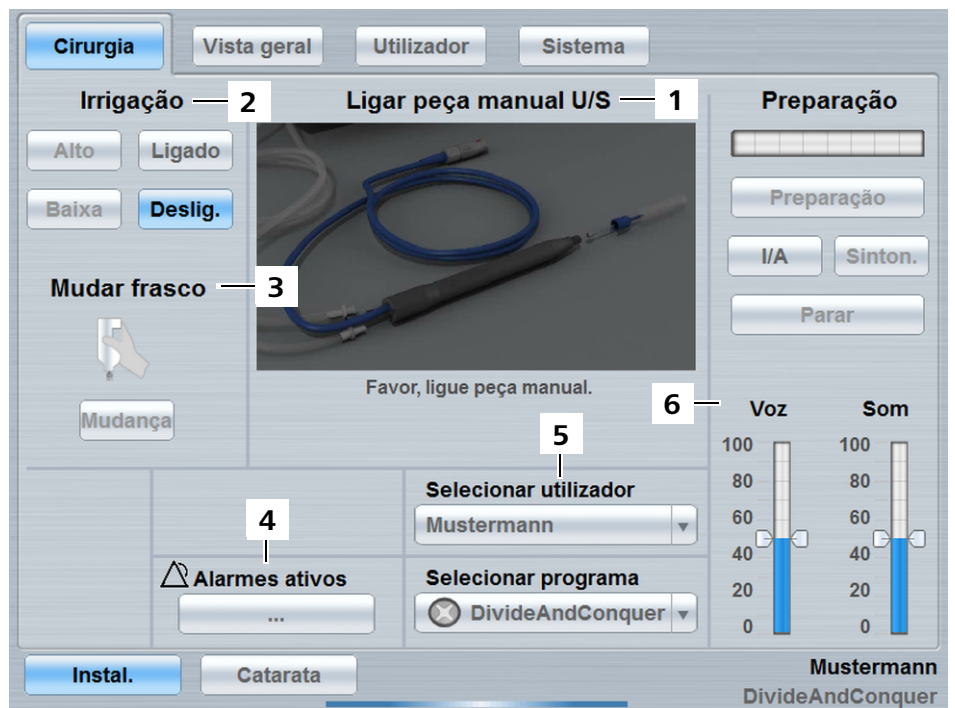 Cirurgia
Vista geral
Utilizador
Sistema
Irrigação
2
Ligar peça manual U/S
1
Preparação
Alto
Ligado
Baixa
Deslig.
Preparação
I/A
Sinton.
Parar
Mudar frasco
3
Mudança
Favor, ligue peça manual.
6
Voz
Som
100
80
60
40
20
0
100
80
60
40
20
0
5
Selecionar utilizador
Mustermann
4
Alarmes ativos
...
Selecionar programa
DivideAndConquer
Instal.
Catarata
Mustermann
DivideAndConquer